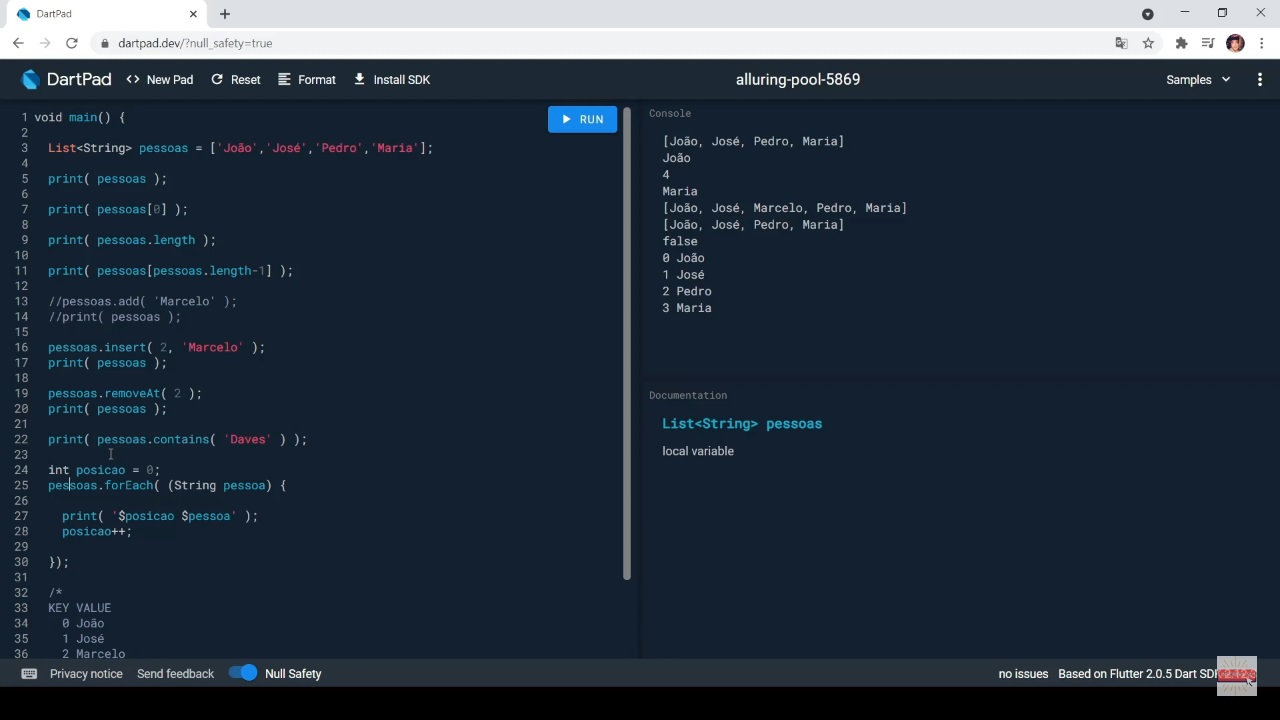 DartPad
dartpad.dev/?null_safety=true
DartPad <> New Pad Reset Format Install SDK alluring-pool-5869 Samples
1 void main() {
2
3 List<String> pessoas = ['João','José','Pedro','Maria'];
4
5 print( pessoas );
6
7 print( pessoas[0] );
8
9 print( pessoas.length );
10
11 print( pessoas[pessoas.length-1] );
12
13 //pessoas.add( 'Marcelo' );
14 //print( pessoas );
15
16 pessoas.insert( 2, 'Marcelo' );
17 print( pessoas );
18
19 pessoas.removeAt( 2 );
20 print( pessoas );
21
22 print( pessoas.contains( 'Daves' ) );
23
24 int posicao = 0;
25 pessoas.forEach( (String pessoa) {
26
27 print( '$posicao $pessoa' );
28 posicao++;
29
30 });
31
32 /*
33 KEY VALUE
34 0 João
35 1 José
36 2 Marcelo
RUN
Console
[João, José, Pedro, Maria]
João
4
Maria
[João, José, Marcelo, Pedro, Maria]
[João, José, Pedro, Maria]
false
0 João
1 José
2 Pedro
3 Maria
Documentation
List<String> pessoas
local variable
Privacy notice Send feedback Null Safety no issues Based on Flutter 2.0.5 Dart